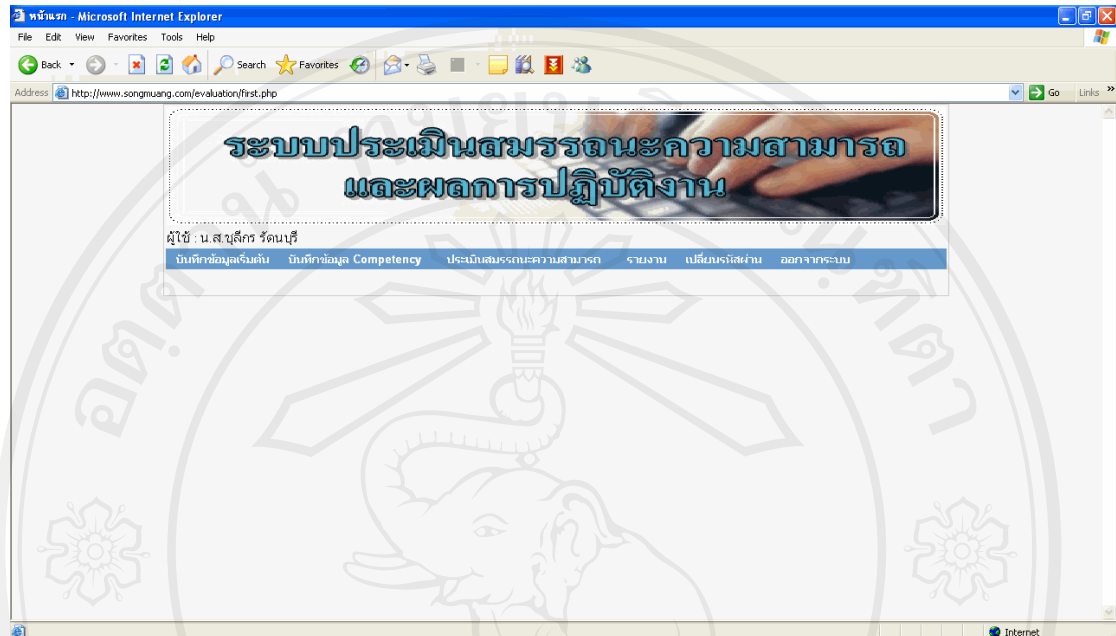 หน้าแรก - Microsoft Internet Explorer
File Edit View Favorites Tools Help
Back Search Favorites
Address http://www.songmuang.com/evaluation/first.php Go Links »
ระบบประเมินสมรรถนะความสามารถ
และผลการปฏิบัติงาน
ผู้ใช้ : น.ส.ชุลีกร รัตนบุรี
บันทึกข้อมูลเริ่มต้น บันทึกข้อมูล Competency ประเมินสมรรถนะความสามารถ รายงาน เปลี่ยนรหัสผ่าน ออกจากระบบ
Internet